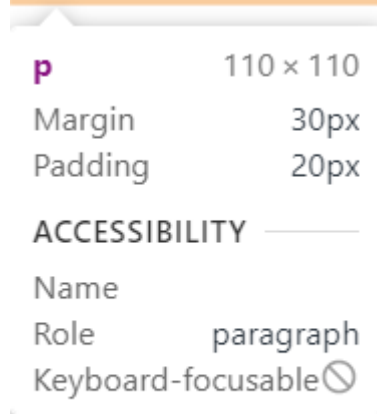 p 110 × 110
Margin 30px
Padding 20px
ACCESSIBILITY
Name
Role paragraph
Keyboard-focusable